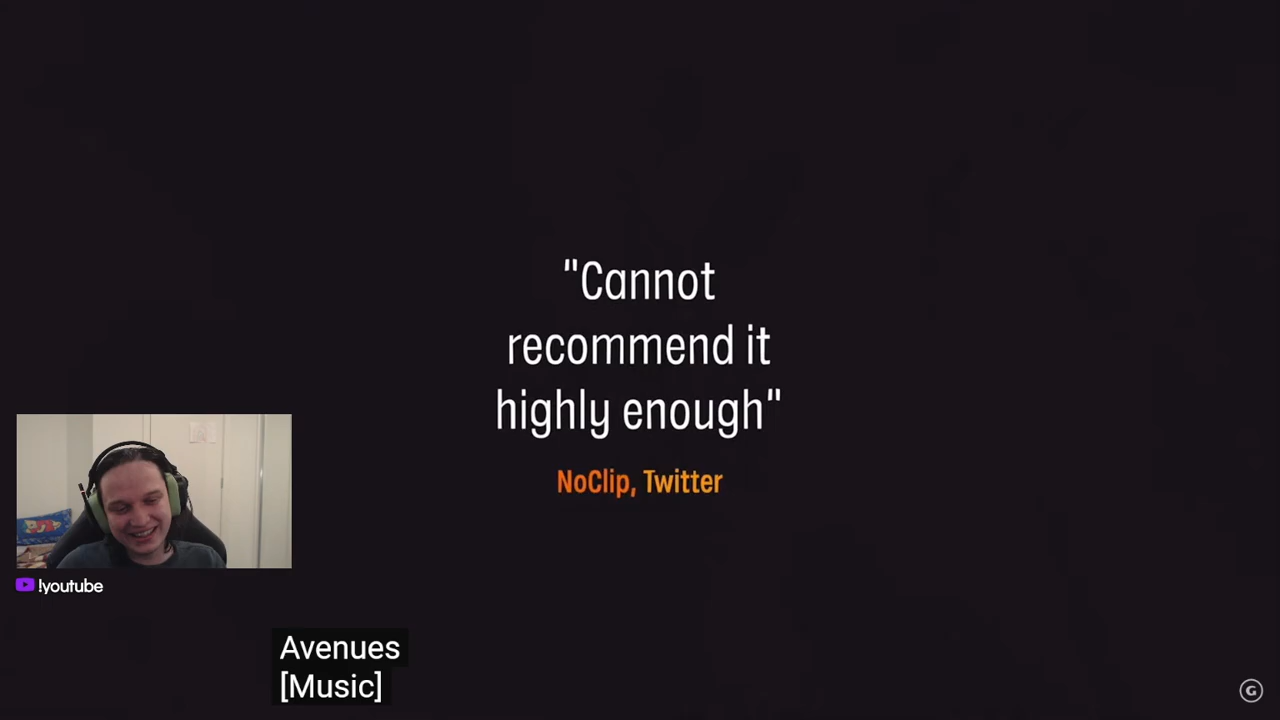 "Cannot
recommend it
highly enough"
NoClip, Twitter
!youtube
Avenues
[Music]
G